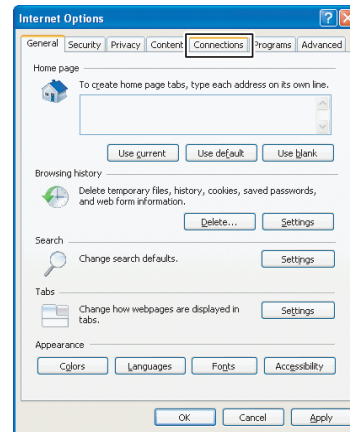 Internet Options
General Security Privacy Content Connections Programs Advanced
Home page
To create home page tabs, type each address on its own line.
Use current Use default Use blank
Browsing history
Delete temporary files, history, cookies, saved passwords,
and web form information.
Delete... Settings
Search
Change search defaults. Settings
Tabs
Change how webpages are displayed in Settings
tabs.
Appearance
Colors Languages Fonts Accessibility
OK Cancel Apply